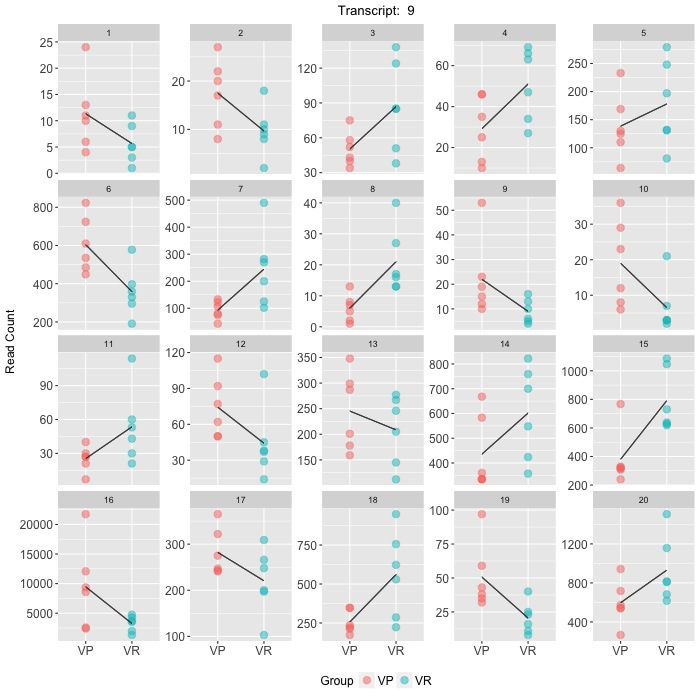 Transcript: 9
1 2 3 4 5
25 20 15 10 5 0
20 10
120 90 60 30
60 40 20
250 200 150 100
6 7 8 9 10
800 600 400 200
500 400 300 200 100
40 30 20 10 0
50 40 30 20 10
30 20 10
Read Count
11 12 13 14 15
90 60 30
120 90 60 30
350 300 250 200 150
800 700 600 500 400
1000 800 600 400 200
16 17 18 19 20
20000 15000 10000 5000
300 200 100
750 500 250
100 75 50 25
1200 800 400
VP VR VP VR VP VR VP VR VP VR
Group VP VR